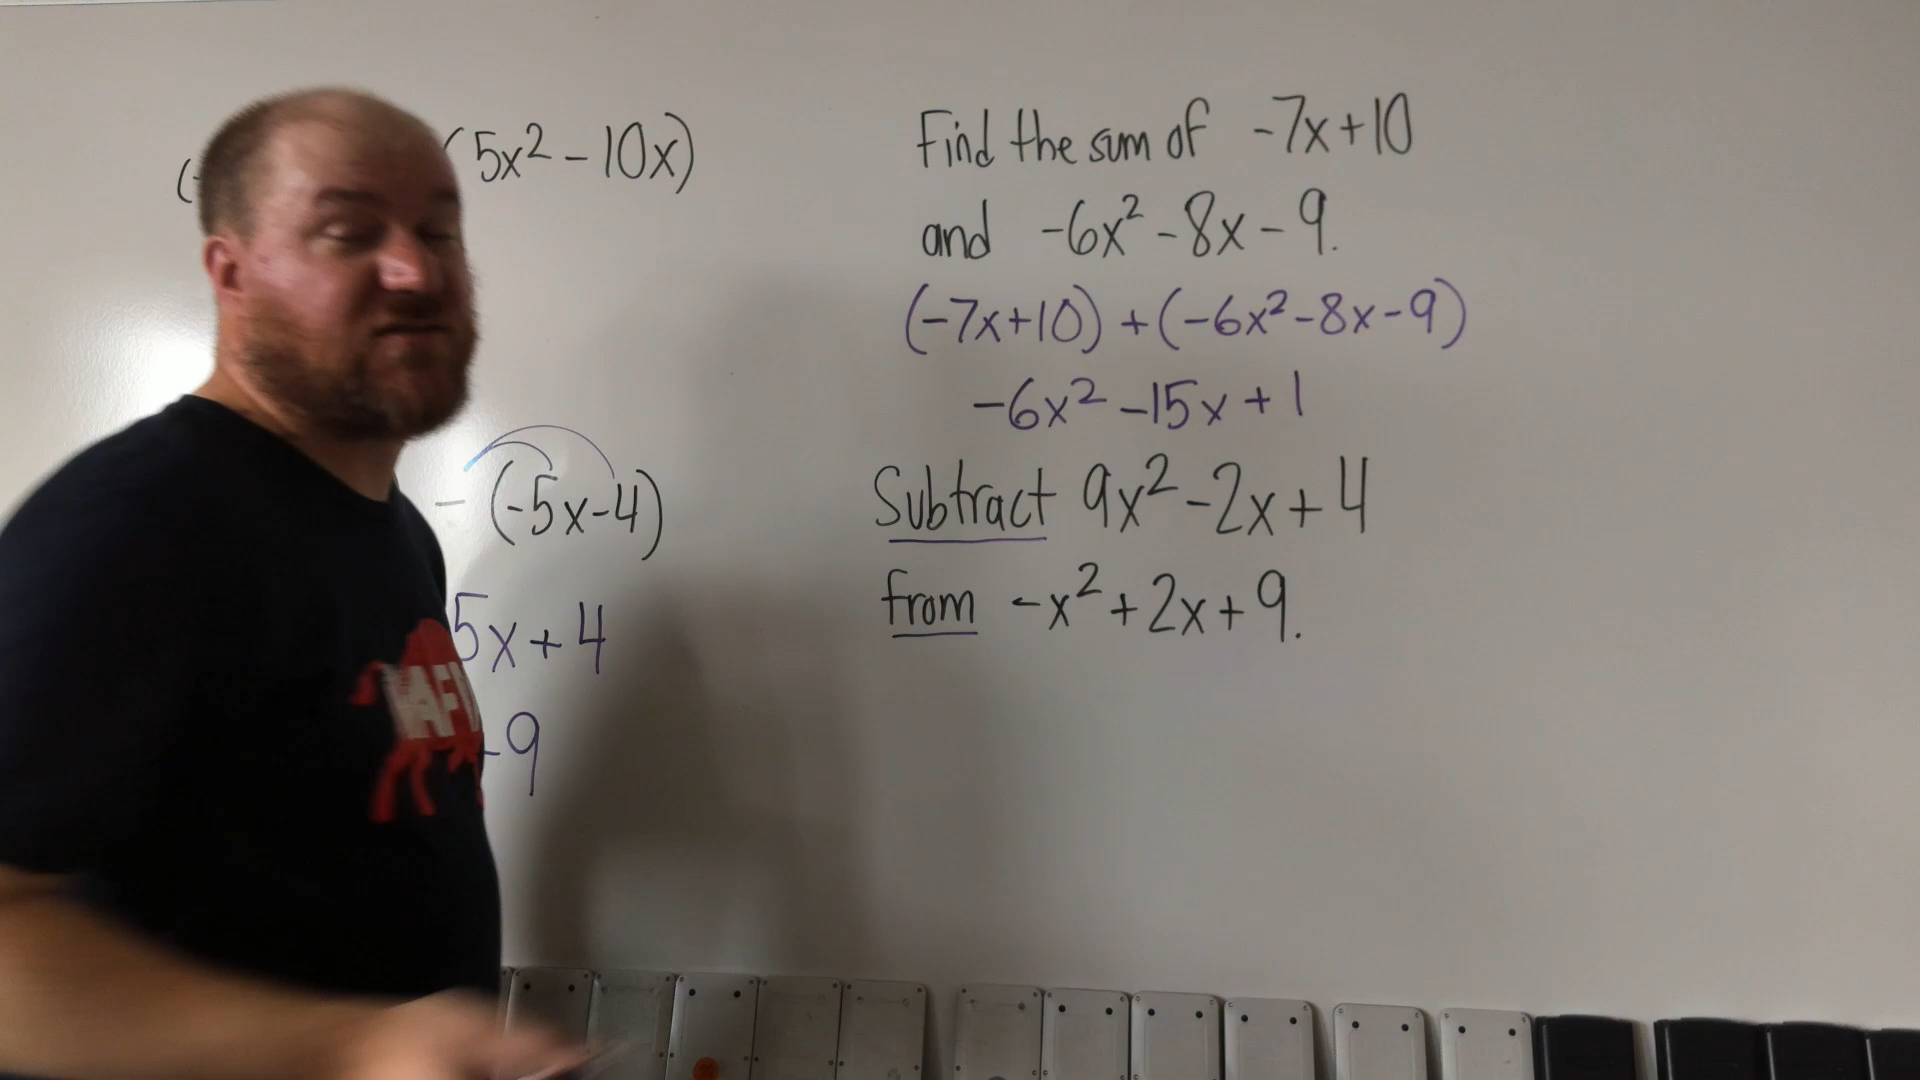 (5x² - 10x)
- (-5x-4)
5x + 4
9
Find the sum of -7x+10
and -6x² - 8x - 9.
(-7x+10) + (-6x² - 8x - 9)
-6x² - 15x + 1
Subtract 9x² - 2x + 4
from -x² + 2x + 9.